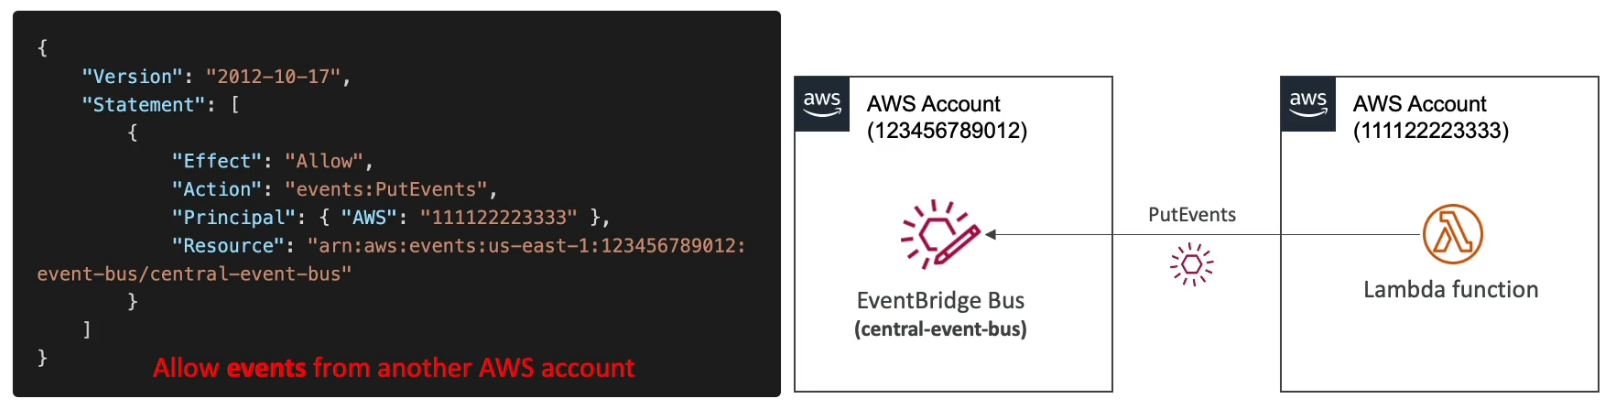 {
"Version": "2012-10-17",
"Statement": [
{
"Effect": "Allow",
"Action": "events:PutEvents",
"Principal": { "AWS": "111122223333" },
"Resource": "arn:aws:events:us-east-1:123456789012:
event-bus/central-event-bus"
}
]
}
Allow events from another AWS account
aws
AWS Account
(123456789012)
EventBridge Bus
(central-event-bus)
PutEvents
aws
AWS Account
(111122223333)
Lambda function